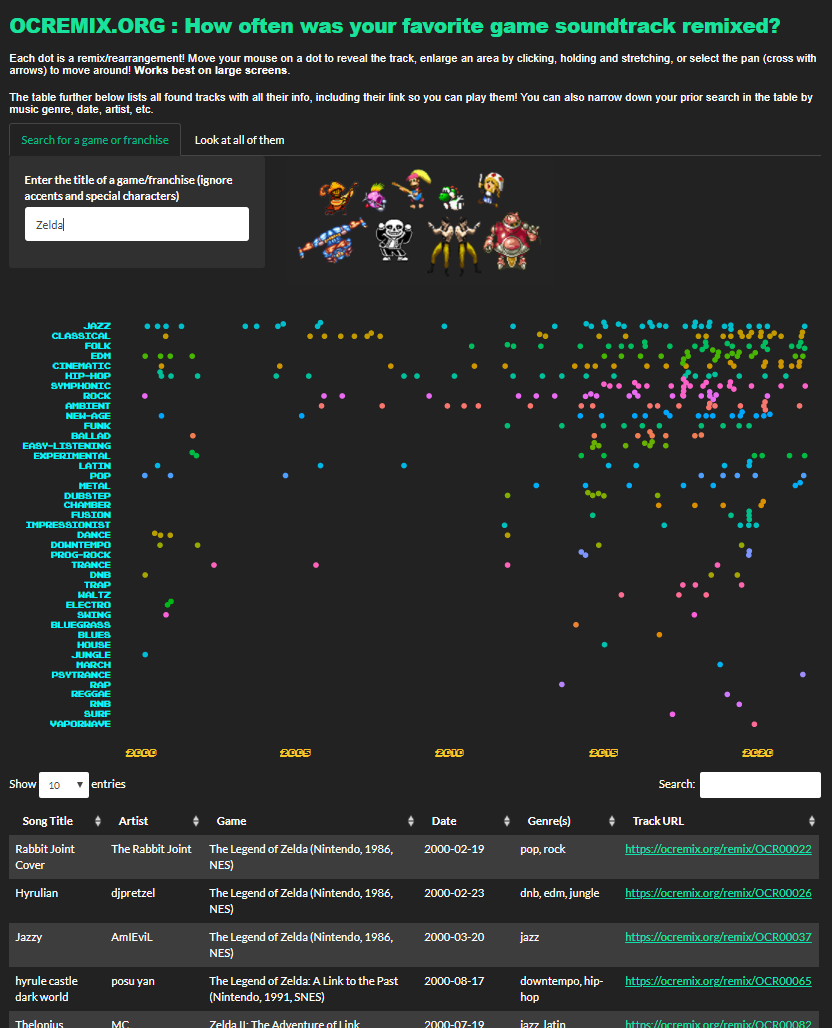 OCREMIX.ORG : How often was your favorite game soundtrack remixed?
Each dot is a remix/rearrangement! Move your mouse on a dot to reveal the track, enlarge an area by clicking, holding and stretching, or select the pan (cross with
arrows) to move around! Works best on large screens.
The table further below lists all found tracks with all their info, including their link so you can play them! You can also narrow down your prior search in the table by
music genre, date, artist, etc.
Search for a game or franchise Look at all of them
Enter the title of a game/franchise (ignore
accents and special characters)
Zelda
JAZZ
CLASSICAL
FOLK
EDM
CINEMATIC
HIP-HOP
SYMPHONIC
ROCK
AMBIENT
NEW-AGE
FUNK
BALLAD
EASY-LISTENING
EXPERIMENTAL
LATIN
POP
METAL
DUBSTEP
CHAMBER
FUSION
IMPRESSIONIST
DANCE
DOWNTEMPO
PROG-ROCK
TRANCE
DNB
TRAP
WALTZ
ELECTRO
SWING
BLUEGRASS
BLUES
HOUSE
JUNGLE
MARCH
PSYTRANCE
RAP
REGGAE
RNB
SURF
VAPORWAVE
2000 2005 2010 2015 2020
Show 10 entries Search:
Song Title Artist Game Date Genre(s) Track URL
Rabbit Joint The Rabbit Joint The Legend of Zelda (Nintendo, 1986, 2000-02-19 pop, rock https://ocremix.org/remix/OCR00022
Cover NES)
Hyrulian djpretzel The Legend of Zelda (Nintendo, 1986, 2000-02-23 dnb, edm, jungle https://ocremix.org/remix/OCR00026
NES)
Jazzy AmIEviL The Legend of Zelda (Nintendo, 1986, 2000-03-20 jazz https://ocremix.org/remix/OCR00037
NES)
hyrule castle posu yan The Legend of Zelda: A Link to the Past 2000-08-17 downtempo, hip- https://ocremix.org/remix/OCR00065
dark world (Nintendo, 1991, SNES) hop
Thelonius MC Zelda II: The Adventure of Link 2000-07-19 jazz, latin https://ocremix.org/remix/OCR00082